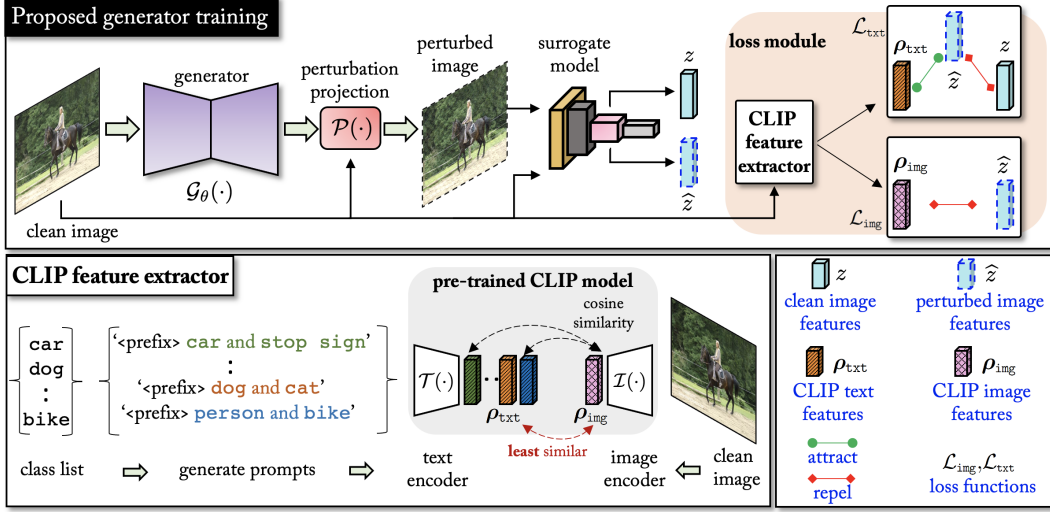 Proposed generator training
generator
perturbation
projection
perturbed
image
surrogate
model
loss module
𝒢θ(·)
𝒫(·)
z
ẑ
clean image
CLIP
feature
extractor
ℒtxt
ρtxt
ẑ
z
ρimg
ẑ
ℒimg
CLIP feature extractor
car
dog
⋮
bike
class list
'<prefix> car and stop sign'
⋮
'<prefix> dog and cat'
'<prefix> person and bike'
generate prompts
pre-trained CLIP model
cosine
similarity
𝒯(·)
··
ρtxt
ρimg
ℐ(·)
least similar
text
encoder
image
encoder
clean
image
z
clean image
features
ẑ
perturbed image
features
ρtxt
CLIP text
features
ρimg
CLIP image
features
attract
repel
ℒimg,ℒtxt
loss functions